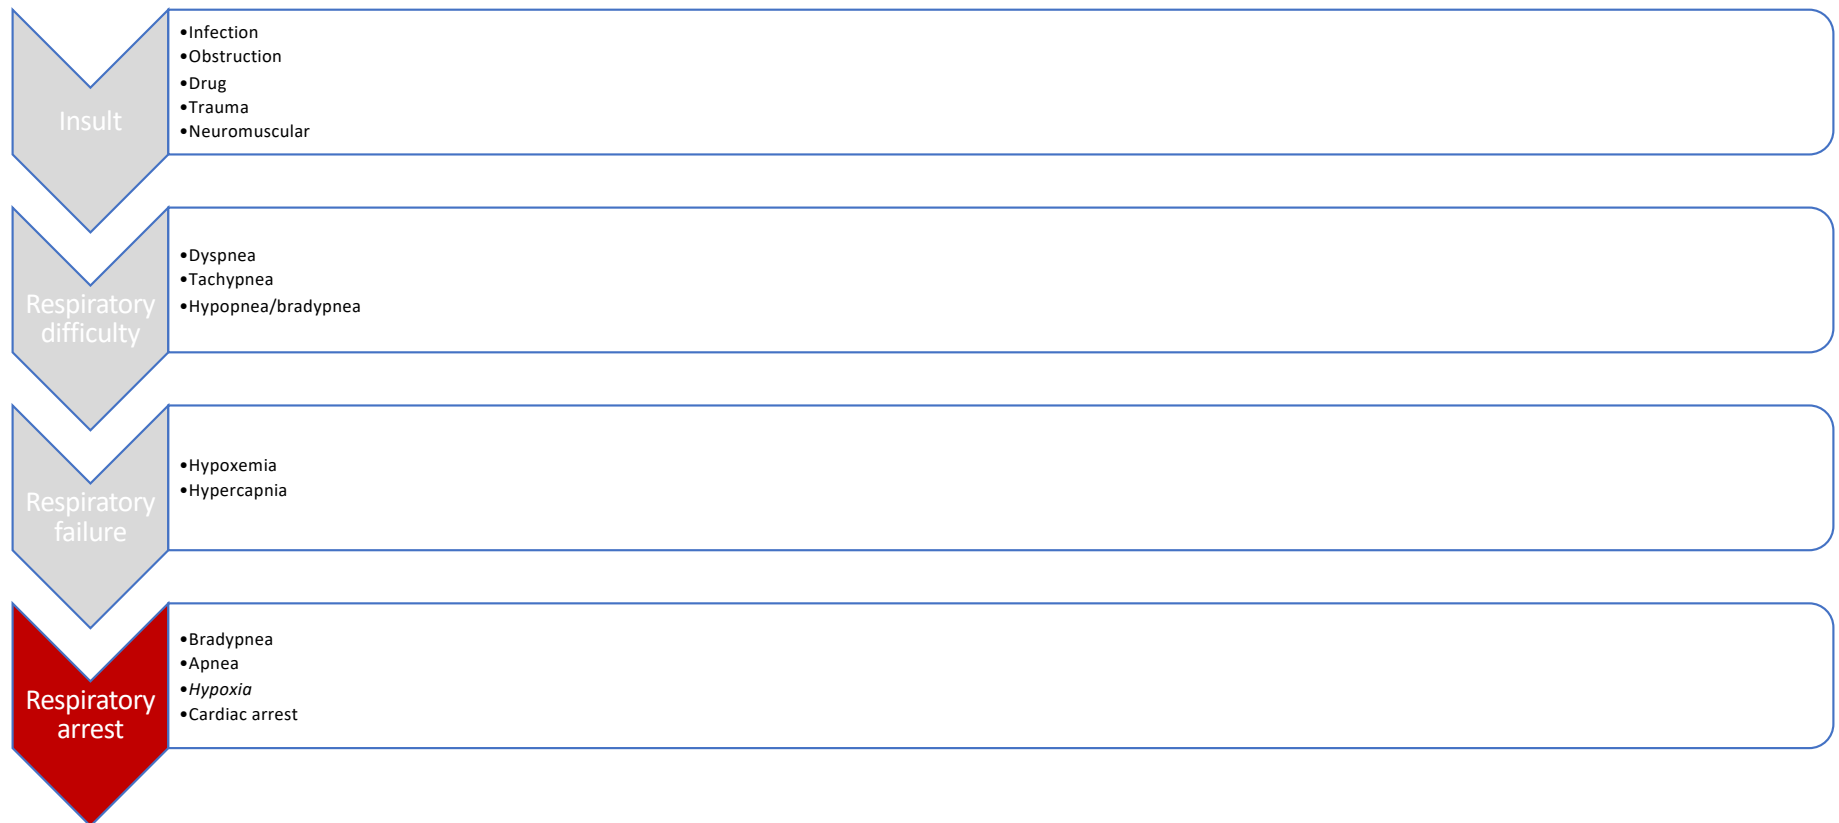 Insult
•Infection
•Obstruction
•Drug
•Trauma
•Neuromuscular
Respiratory
difficulty
•Dyspnea
•Tachypnea
•Hypopnea/bradypnea
Respiratory
failure
•Hypoxemia
•Hypercapnia
Respiratory
arrest
•Bradypnea
•Apnea
•Hypoxia
•Cardiac arrest